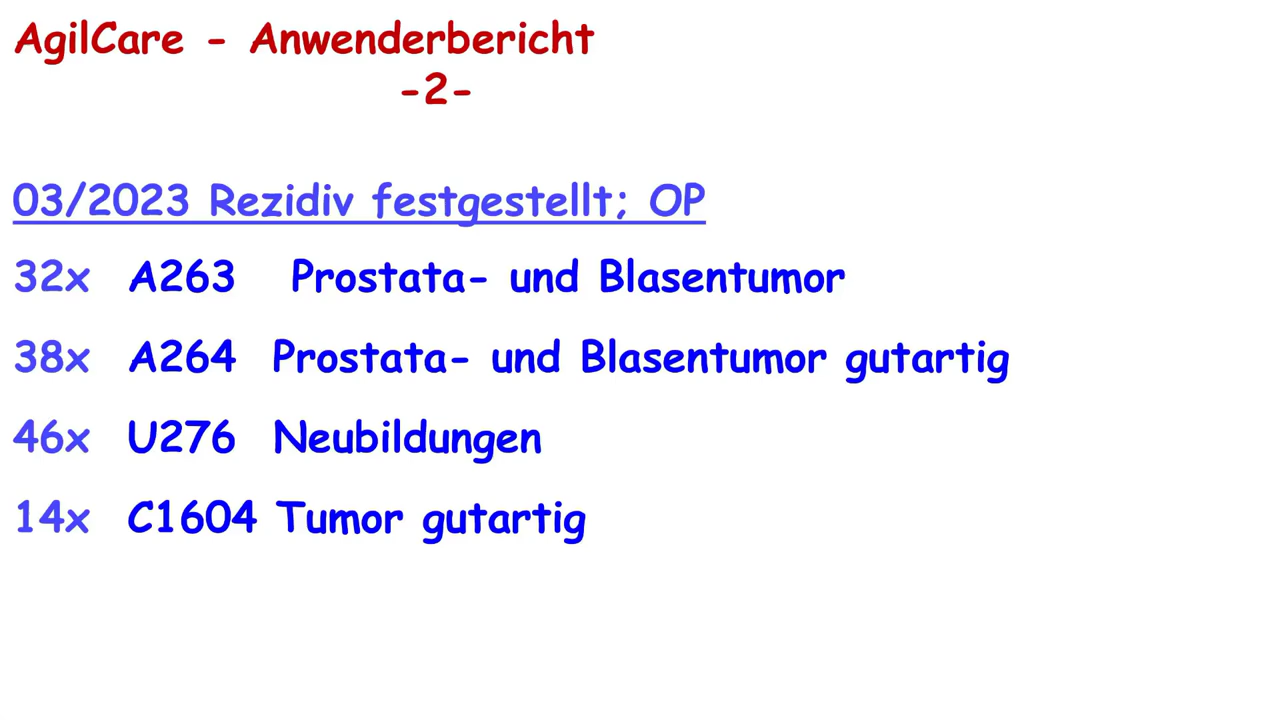 AgilCare - Anwenderbericht
-2-
03/2023 Rezidiv festgestellt; OP
32x A263 Prostata- und Blasentumor
38x A264 Prostata- und Blasentumor gutartig
46x U276 Neubildungen
14x C1604 Tumor gutartig